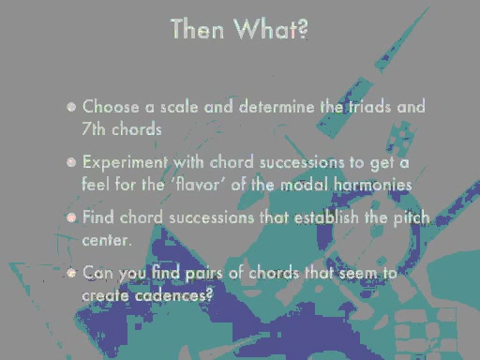 Then What?
Choose a scale and determine the triads and
7th chords
Experiment with chord successions to get a
feel for the 'flavor' of the modal harmonies
Find chord successions that establish the pitch
center.
Can you find pairs of chords that seem to
create cadences?